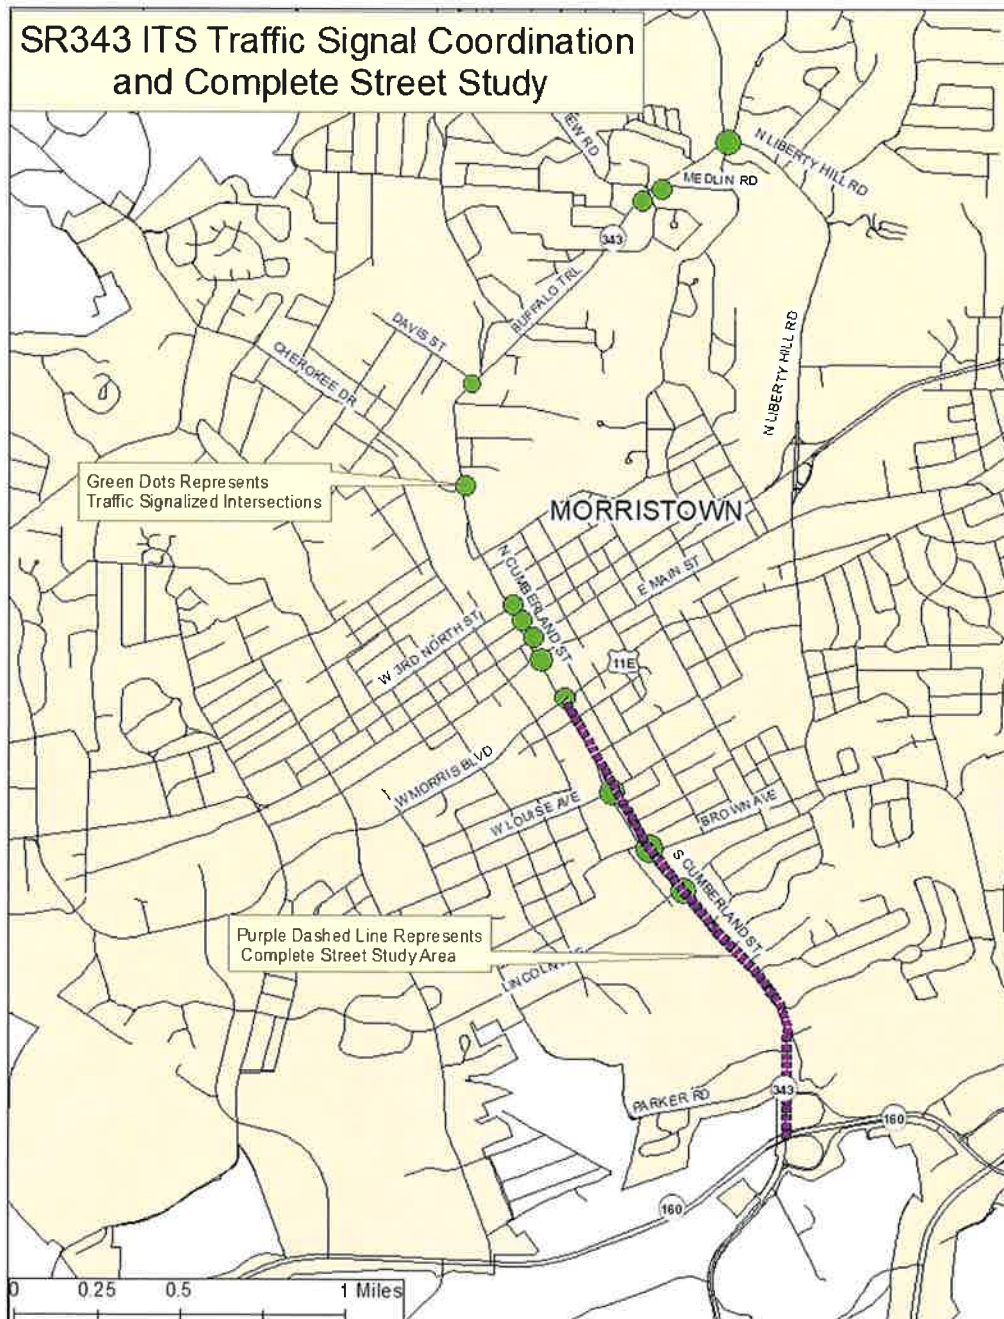 SR343 ITS Traffic Signal Coordination
and Complete Street Study
EW RD
N LIBERTY HILL RD
MEDLIN RD
343
BUFFALO TRL
DAVIS ST
CHEROKEE DR
N LIBERTY HILL RD
Green Dots Represents
Traffic Signalized Intersections
MORRISTOWN
N CUMBERLAND ST
E MAIN ST
W 3RD NORTH ST
11E
W MORRIS BLVD
W LOUISE AVE
BROWN AVE
S CUMBERLAND ST
Purple Dashed Line Represents
Complete Street Study Area
LINCOLN
PARKER RD
343
160
160
0 0.25 0.5 1 Miles